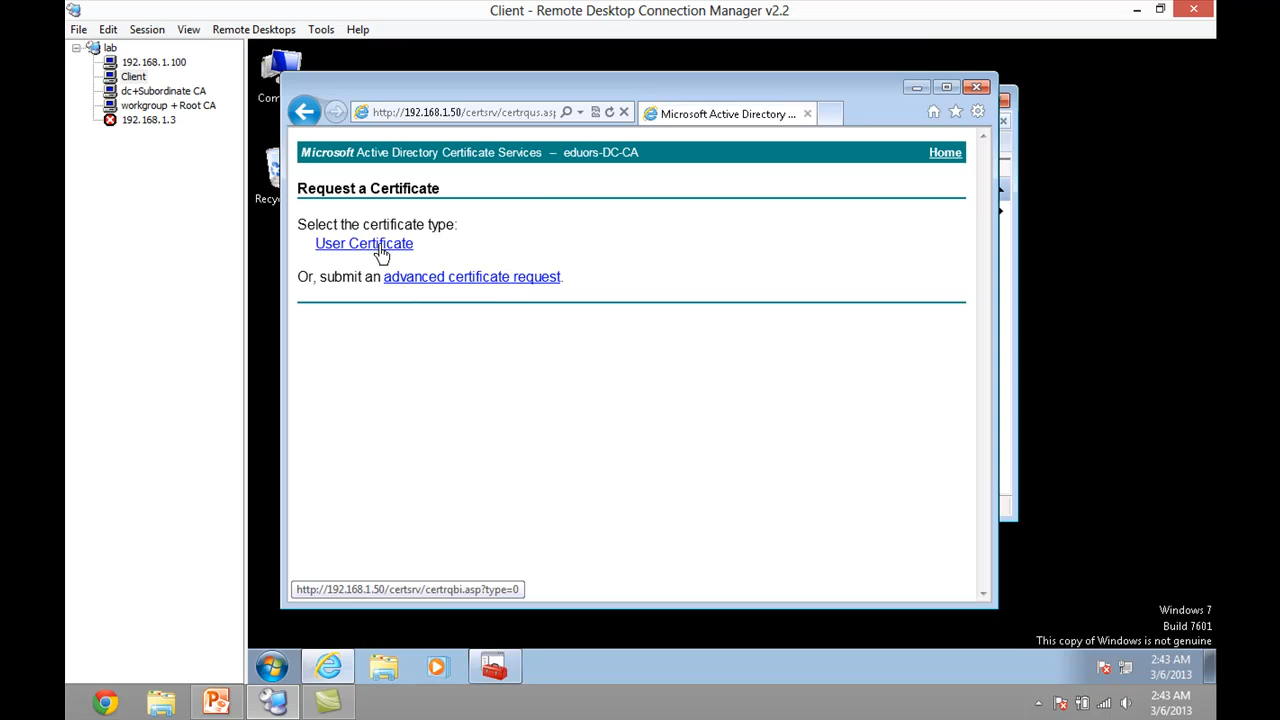 Client - Remote Desktop Connection Manager v2.2
File Edit Session View Remote Desktops Tools Help
lab
192.168.1.100
Client
dc+Subordinate CA
workgroup + Root CA
192.168.1.3
http://192.168.1.50/certsrv/certrqus.asp
Microsoft Active Directory ...
Microsoft Active Directory Certificate Services – eduors-DC-CA Home
Request a Certificate
Select the certificate type:
User Certificate
Or, submit an advanced certificate request.
http://192.168.1.50/certsrv/certrqbi.asp?type=0
Windows 7
Build 7601
This copy of Windows is not genuine
2:43 AM
3/6/2013
2:43 AM
3/6/2013